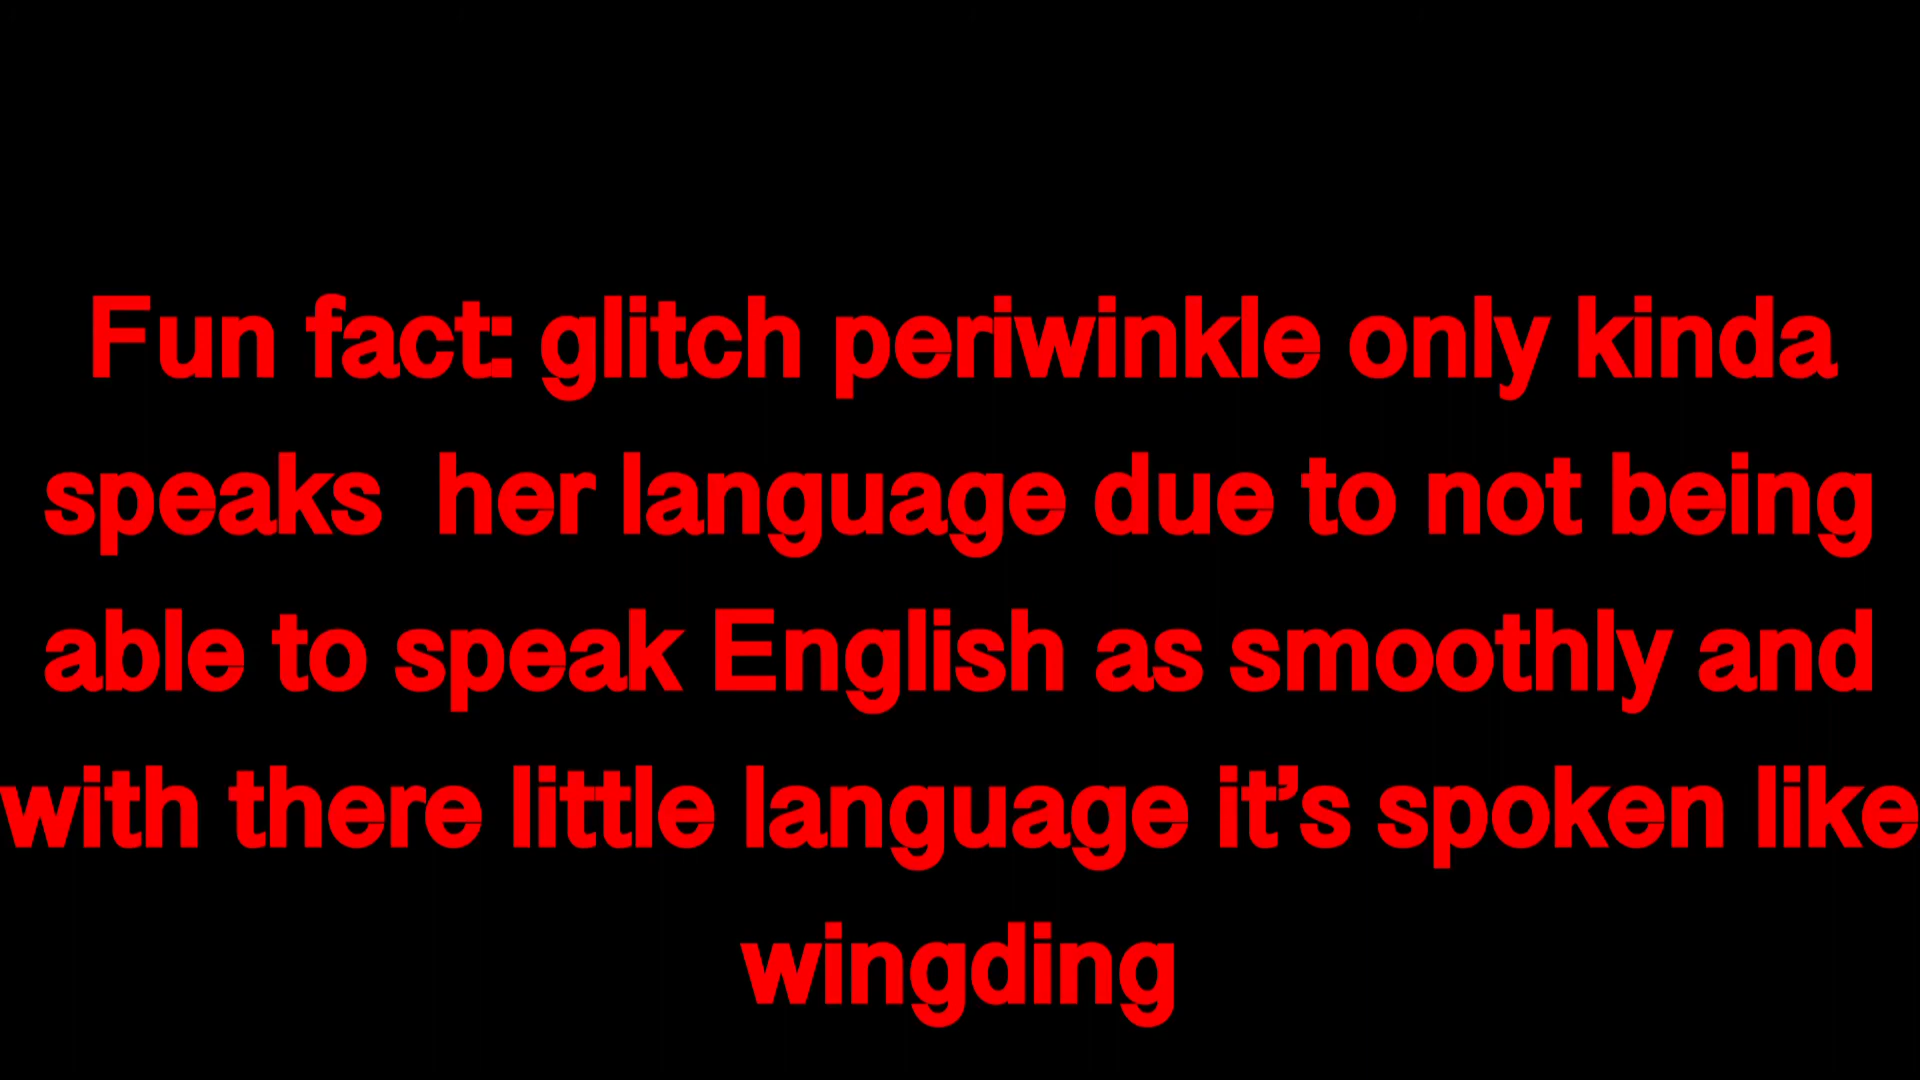 Fun fact: glitch periwinkle only kinda
speaks  her language due to not being
able to speak English as smoothly and
with there little language it’s spoken like
wingding